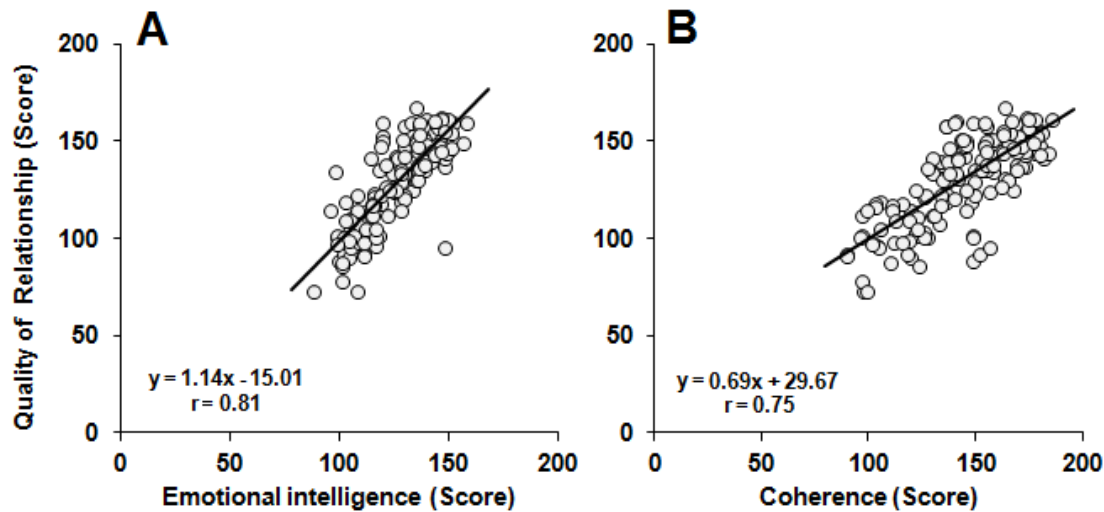 A
B
Quality of Relationship (Score)
200
150
100
50
0
y = 1.14x - 15.01
r = 0.81
0 50 100 150 200
Emotional intelligence (Score)
200
150
100
50
0
y = 0.69x + 29.67
r = 0.75
0 50 100 150 200
Coherence (Score)